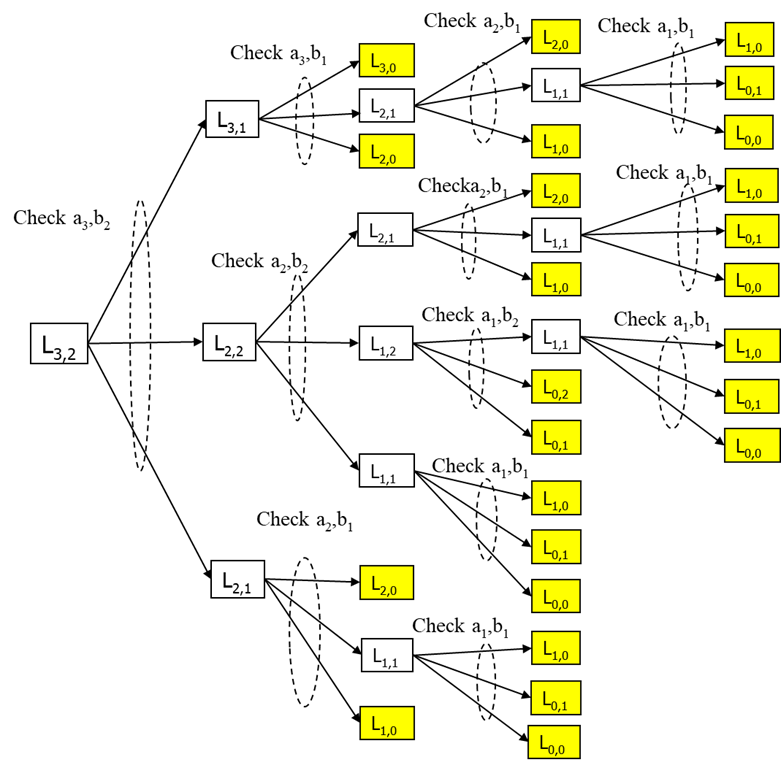 Check a3,b1
Check a2,b1
Check a1,b1
L3,0
L2,0
L1,0
L3,1
L2,1
L1,1
L0,1
L2,0
L1,0
L0,0
Check a3,b2
Checka2,b1
Check a1,b1
L2,0
L1,0
Check a2,b2
L2,1
L1,1
L0,1
L1,0
L0,0
Check a1,b2
Check a1,b1
L3,2
L2,2
L1,2
L1,1
L1,0
L0,2
L0,1
L0,1
L0,0
Check a1,b1
L1,1
L1,0
Check a2,b1
L0,1
L2,1
L2,0
L0,0
Check a1,b1
L1,1
L1,0
L0,1
L1,0
L0,0